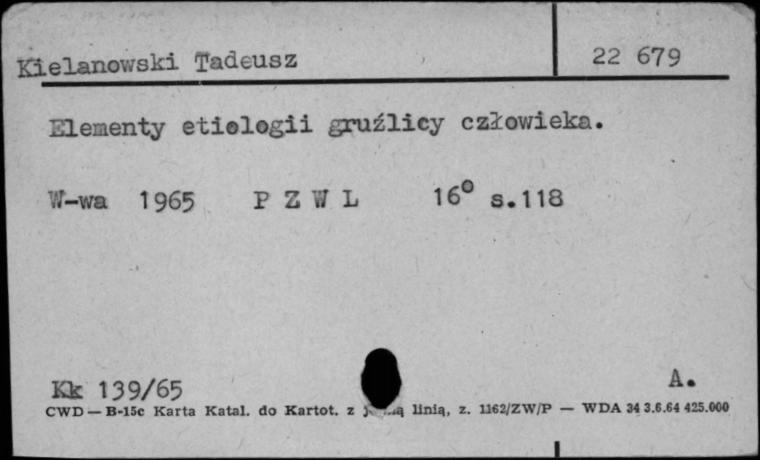 Kielanowski Tadeusz 22 679
Elementy etiologii gruźlicy człowieka.
W-wa 1965 P Z W L 16° s.118
Kk 139/65 A.
CWD — B-15c Karta Katal. do Kartot. z linią, z. 1162/ZW/P — WDA 34 3.6.64 425.000